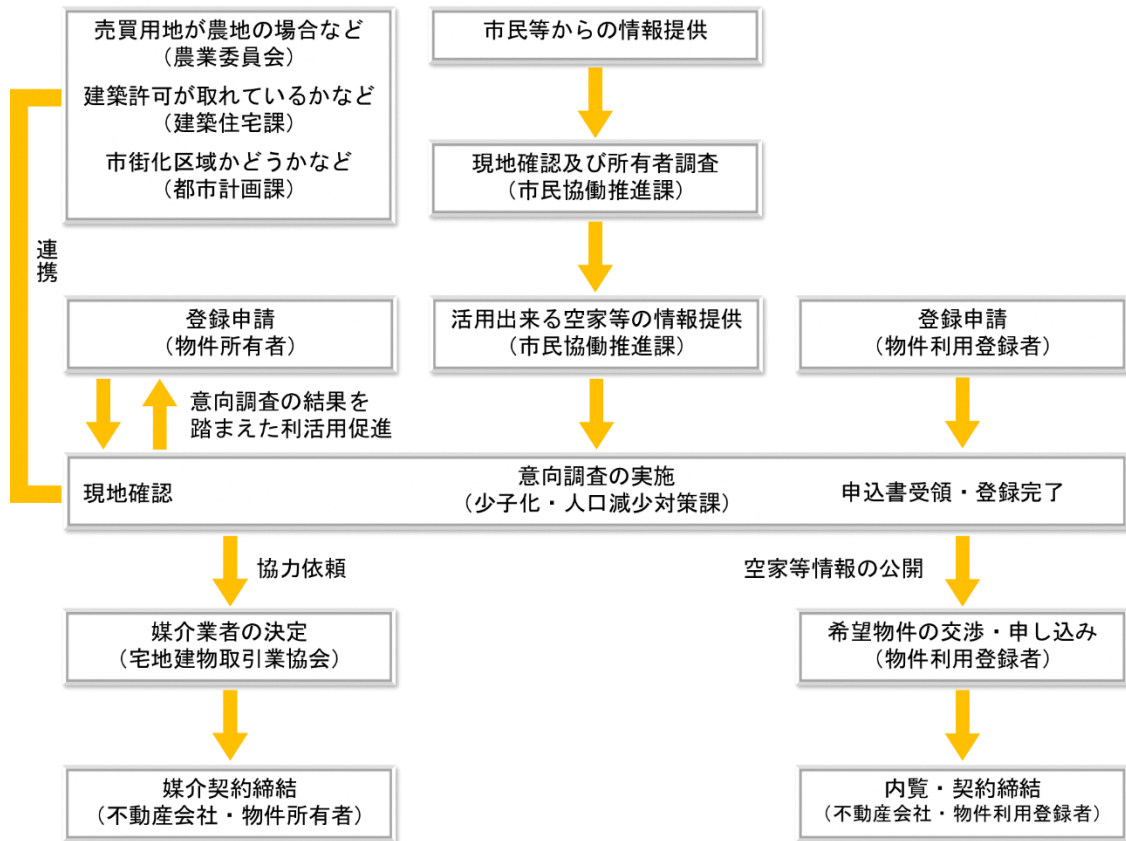 売買用地が農地の場合など
（農業委員会）
建築許可が取れているかなど
（建築住宅課）
市街化区域かどうかなど
（都市計画課）
市民等からの情報提供
現地確認及び所有者調査
（市民協働推進課）
連携
登録申請
（物件所有者）
活用出来る空家等の情報提供
（市民協働推進課）
登録申請
（物件利用登録者）
意向調査の結果を
踏まえた利活用促進
現地確認
意向調査の実施
（少子化・人口減少対策課）
申込書受領・登録完了
協力依頼
空家等情報の公開
媒介業者の決定
（宅地建物取引業協会）
希望物件の交渉・申し込み
（物件利用登録者）
媒介契約締結
（不動産会社・物件所有者）
内覧・契約締結
（不動産会社・物件利用登録者）